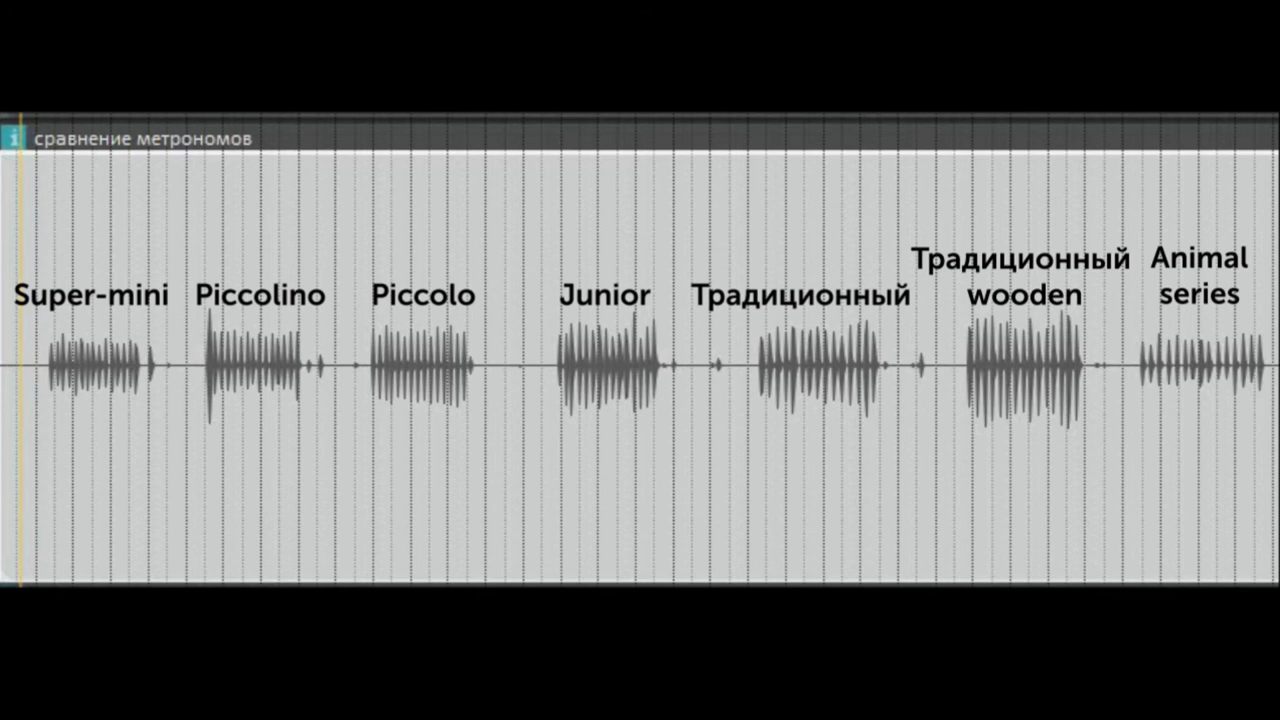 i сравнение метрономов
Super-mini
Piccolino
Piccolo
Junior
Традиционный
Традиционный
wooden
Animal
series